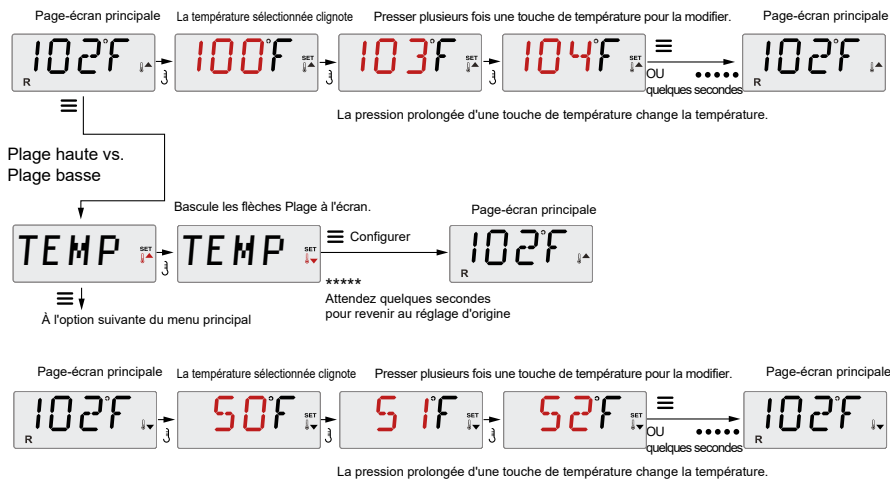 Page-écran principale
La température sélectionnée clignote
Presser plusieurs fois une touche de température pour la modifier.
Page-écran principale
102°F
R
100°F
SET
103°F
SET
104°F
SET
OU
quelques secondes
102°F
R
La pression prolongée d'une touche de température change la température.
Plage haute vs.
Plage basse
Bascule les flèches Plage à l'écran.
Page-écran principale
TEMP
SET
TEMP
SET
Configurer
102°F
R
*****
Attendez quelques secondes
pour revenir au réglage d'origine
À l'option suivante du menu principal
Page-écran principale
La température sélectionnée clignote
Presser plusieurs fois une touche de température pour la modifier.
Page-écran principale
102°F
R
50°F
SET
51°F
SET
52°F
SET
OU
quelques secondes
102°F
R
La pression prolongée d'une touche de température change la température.